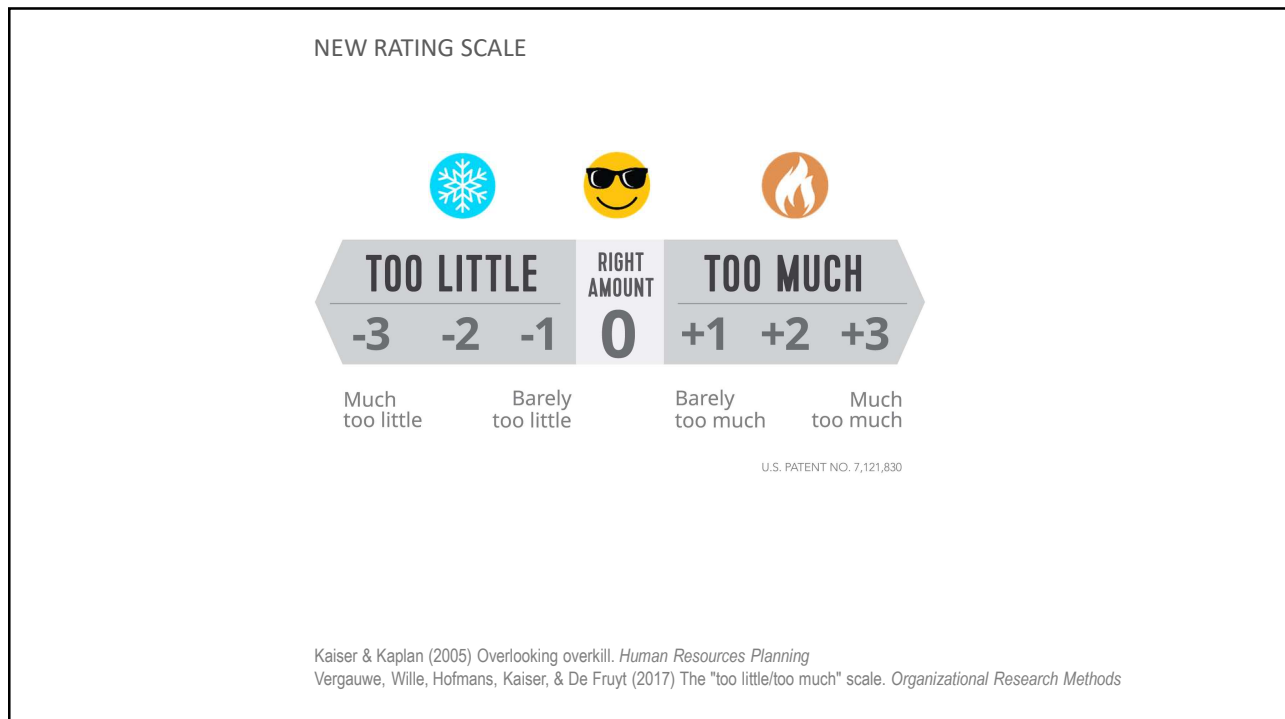 NEW RATING SCALE
TOO LITTLE
RIGHT
AMOUNT
TOO MUCH
-3 -2 -1 0 +1 +2 +3
Much
too little
Barely
too little
Barely
too much
Much
too much
U.S. PATENT NO. 7,121,830
Kaiser & Kaplan (2005) Overlooking overkill. Human Resources Planning
Vergauwe, Wille, Hofmans, Kaiser, & De Fruyt (2017) The "too little/too much" scale. Organizational Research Methods